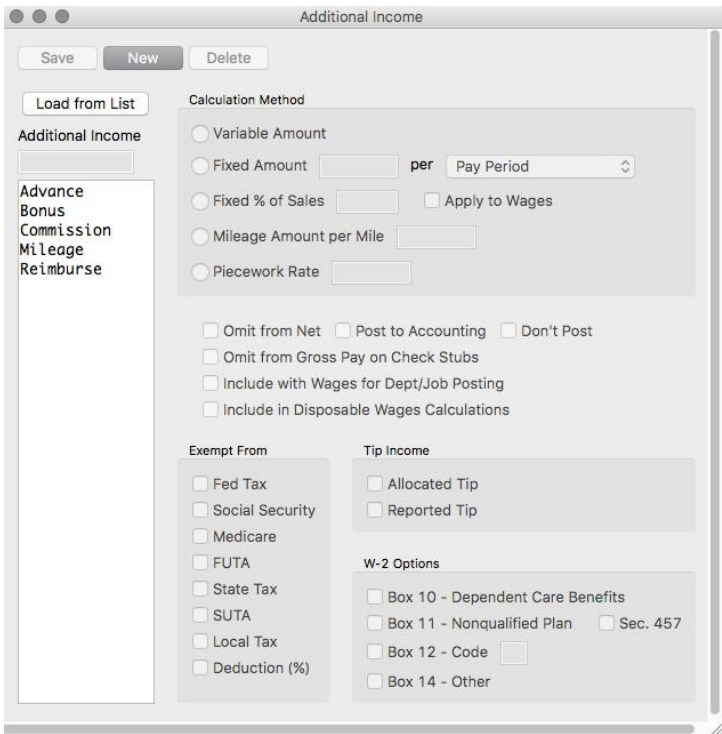 Additional Income
Save New Delete
Load from List
Additional Income
Advance
Bonus
Commission
Mileage
Reimburse
Calculation Method
Variable Amount
Fixed Amount per Pay Period
Fixed % of Sales Apply to Wages
Mileage Amount per Mile
Piecework Rate
Omit from Net Post to Accounting Don't Post
Omit from Gross Pay on Check Stubs
Include with Wages for Dept/Job Posting
Include in Disposable Wages Calculations
Exempt From
Fed Tax
Social Security
Medicare
FUTA
State Tax
SUTA
Local Tax
Deduction (%)
Tip Income
Allocated Tip
Reported Tip
W-2 Options
Box 10 - Dependent Care Benefits
Box 11 - Nonqualified Plan Sec. 457
Box 12 - Code
Box 14 - Other